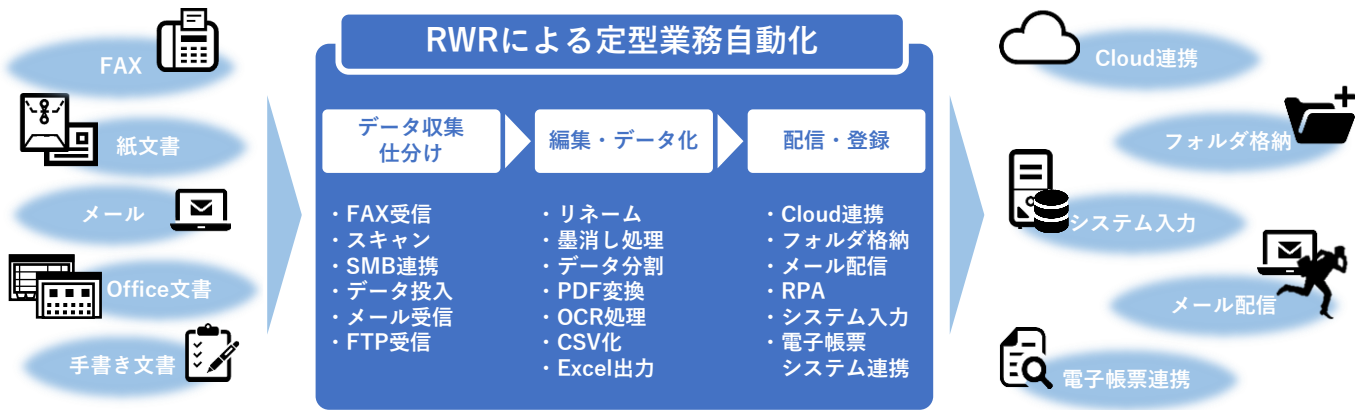 FAX
紙文書
メール
Office文書
手書き文書
RWRによる定型業務自動化
データ収集
仕分け
・FAX受信
・スキャン
・SMB連携
・データ投入
・メール受信
・FTP受信
編集・データ化
・リネーム
・墨消し処理
・データ分割
・PDF変換
・OCR処理
・CSV化
・Excel出力
配信・登録
・Cloud連携
・フォルダ格納
・メール配信
・RPA
・システム入力
・電子帳票
システム連携
Cloud連携
フォルダ格納
システム入力
メール配信
電子帳票連携